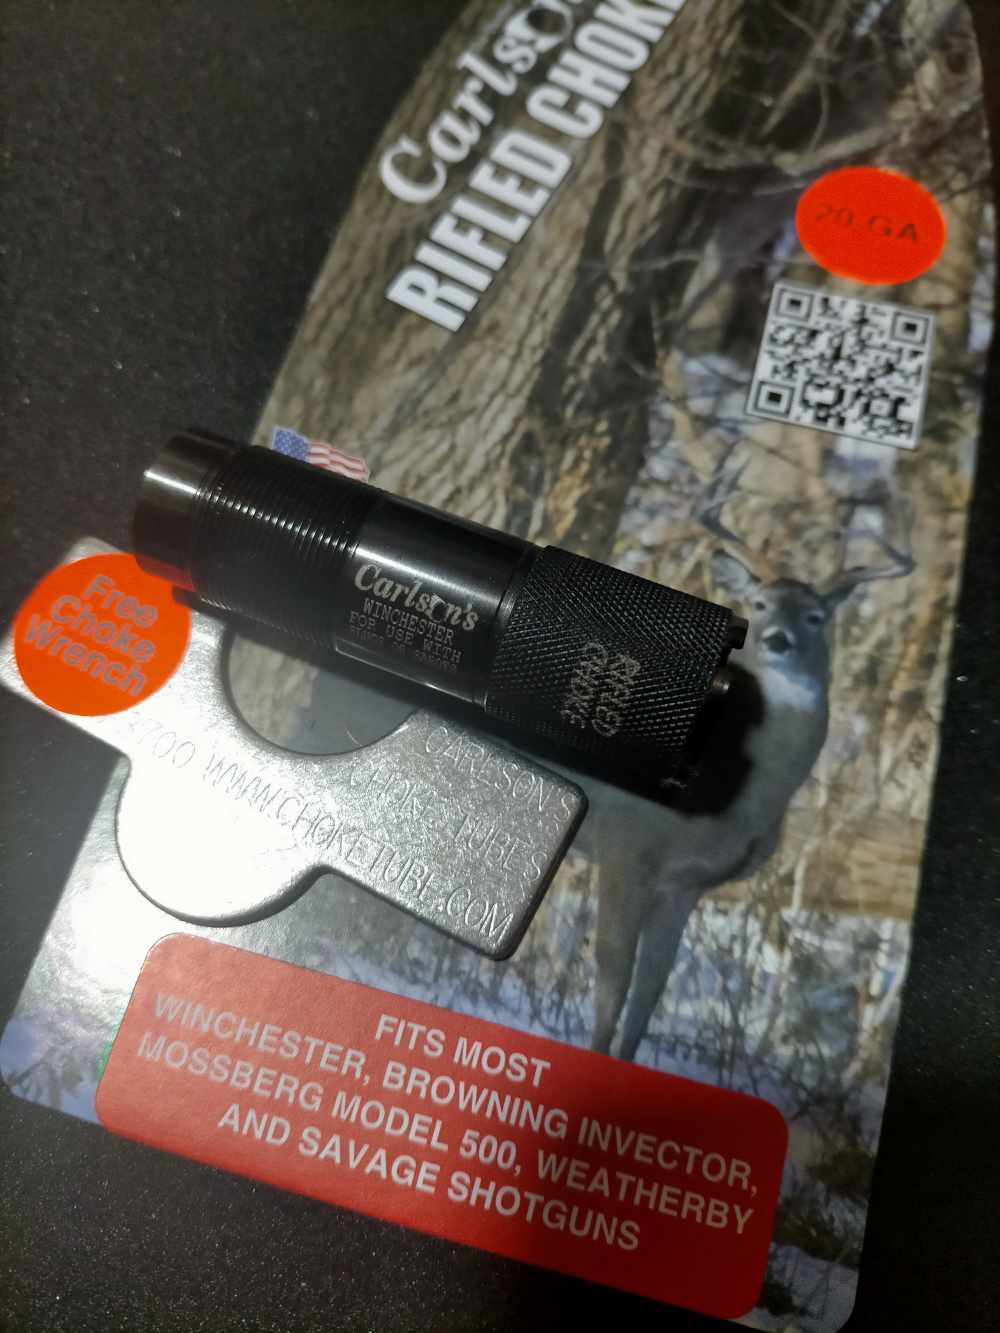 Carlson's
RIFLED CHOKE
20 GA
Free
Choke
Wrench
Carlson's
WINCHESTER
FOR USE WITH
RIFLED
CHOKE
CARLSON'S
CHOKE TUBES
WWW.CHOKETUBE.COM
FITS MOST
WINCHESTER, BROWNING INVECTOR,
MOSSBERG MODEL 500, WEATHERBY
AND SAVAGE SHOTGUNS